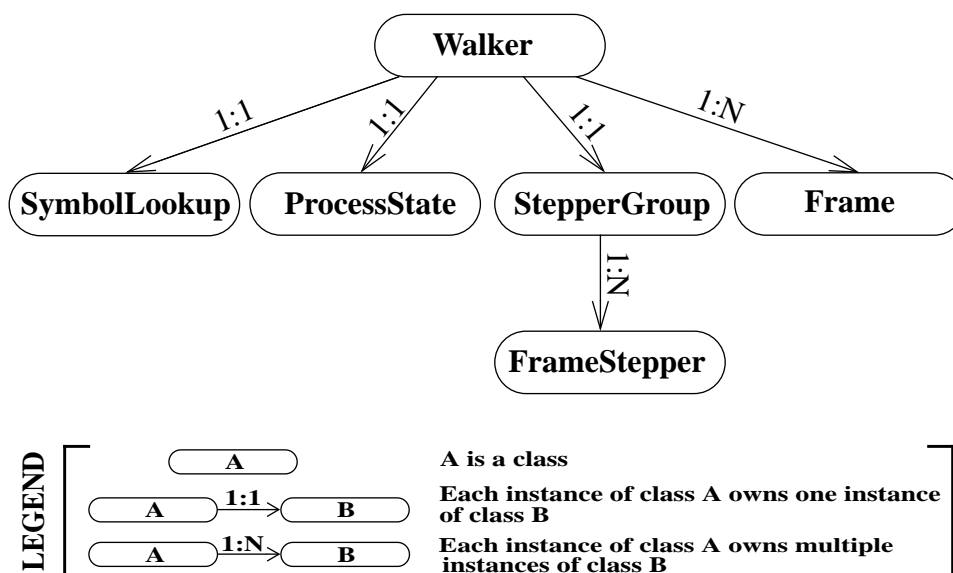 Walker
1:1
1:1
1:1
1:N
SymbolLookup
ProcessState
StepperGroup
Frame
1:N
FrameStepper
LEGEND
A
A is a class
A
1:1
B
Each instance of class A owns one instance
of class B
A
1:N
B
Each instance of class A owns multiple
instances of class B